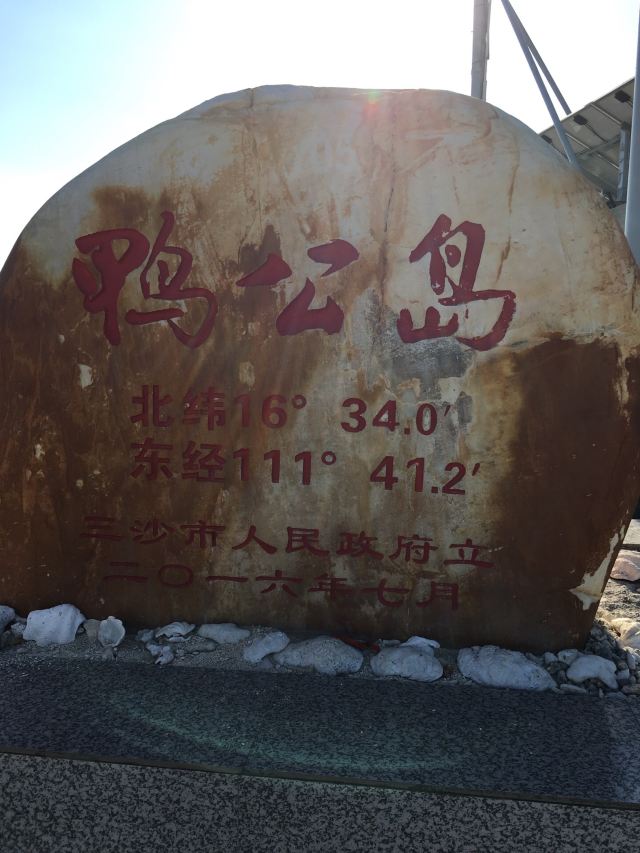 鸭公岛
北纬16° 34.0′
东经111° 41.2′
三沙市人民政府立
二〇一六年七月